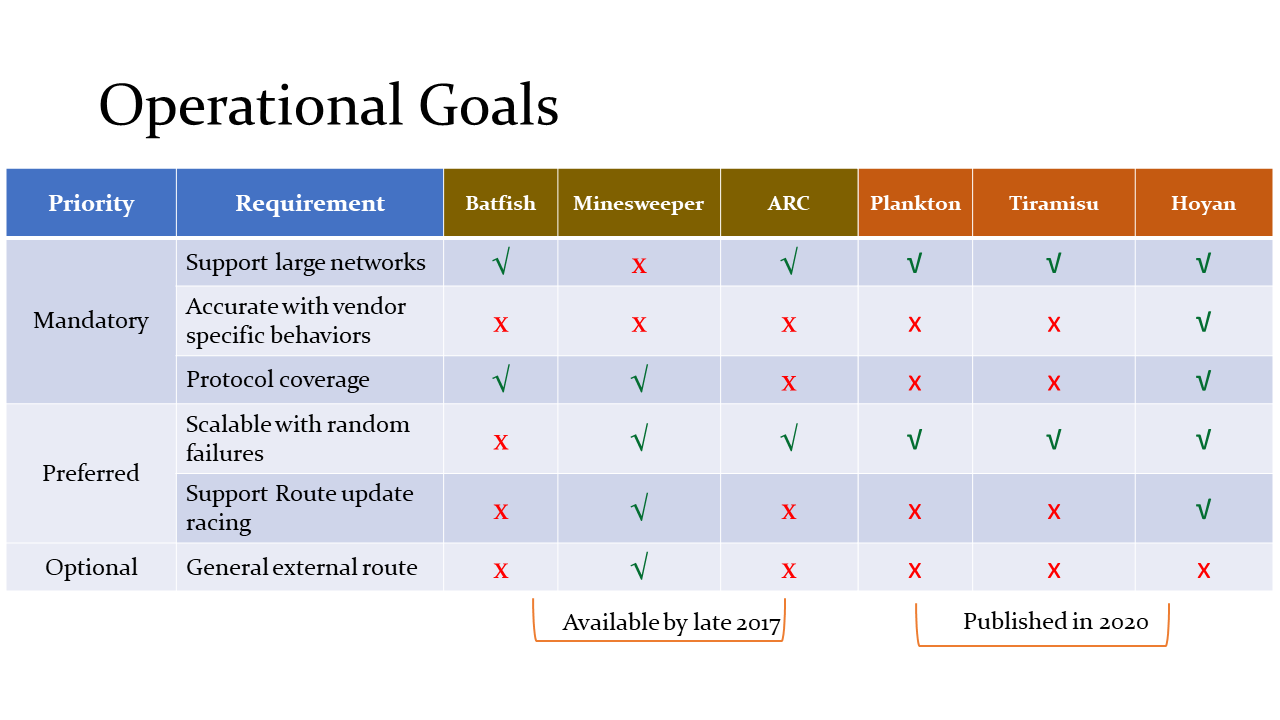 Operational Goals
Priority Requirement Batfish Minesweeper ARC Plankton Tiramisu Hoyan
Mandatory
Support large networks √ x √ √ √ √
Accurate with vendor
specific behaviors x x x x x √
Protocol coverage √ √ x x x √
Preferred
Scalable with random
failures x √ √ √ √ √
Support Route update
racing x √ x x x √
Optional General external route x √ x x x x
Available by late 2017 Published in 2020